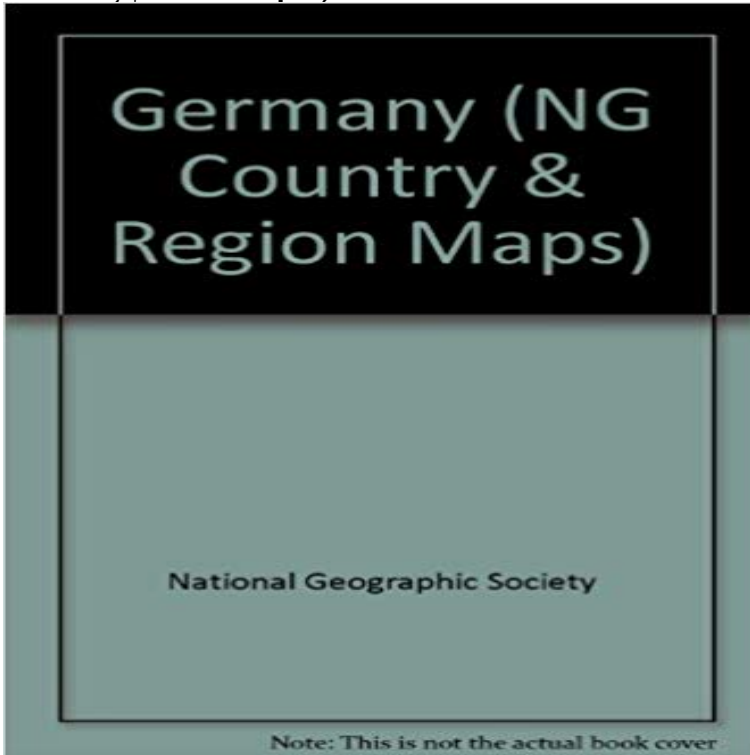 Germany (NG
Country &
Region Maps)
National Geographic Society
Note: This is not the actual book cover